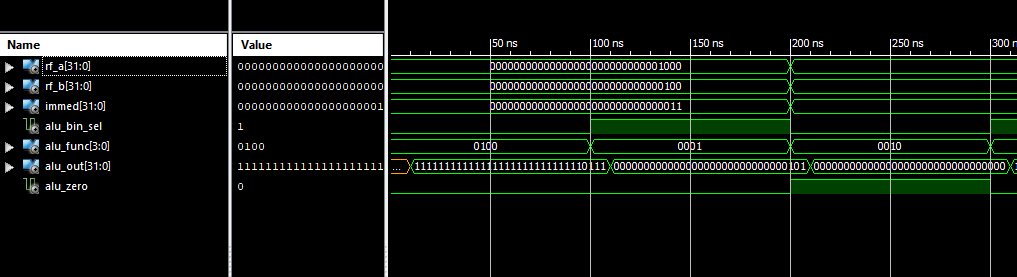 Name Value
50 ns 100 ns 150 ns 200 ns 250 ns 300 n
rf_a[31:0] 000000000000000000000 00000000000000000000000000001000
rf_b[31:0] 000000000000000000000 00000000000000000000000000000100
immed[31:0] 000000000000000000001 00000000000000000000000000000011
alu_bin_sel 1
alu_func[3:0] 0100 0100 0001 0010
alu_out[31:0] 111111111111111111111 ... 11111111111111111111111111110111 00000000000000000000000000000101 00000000000000000000000000000000
alu_zero 0